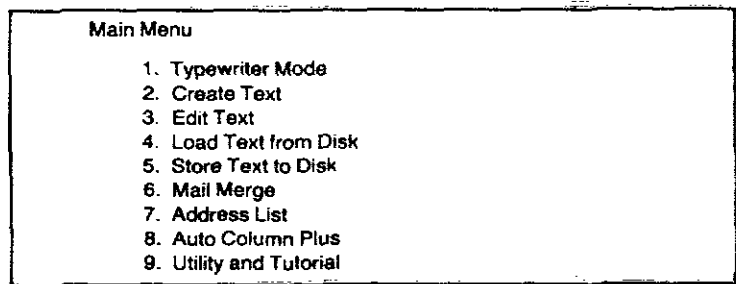 Main Menu
1. Typewriter Mode
2. Create Text
3. Edit Text
4. Load Text from Disk
5. Store Text to Disk
6. Mail Merge
7. Address List
8. Auto Column Plus
9. Utility and Tutorial